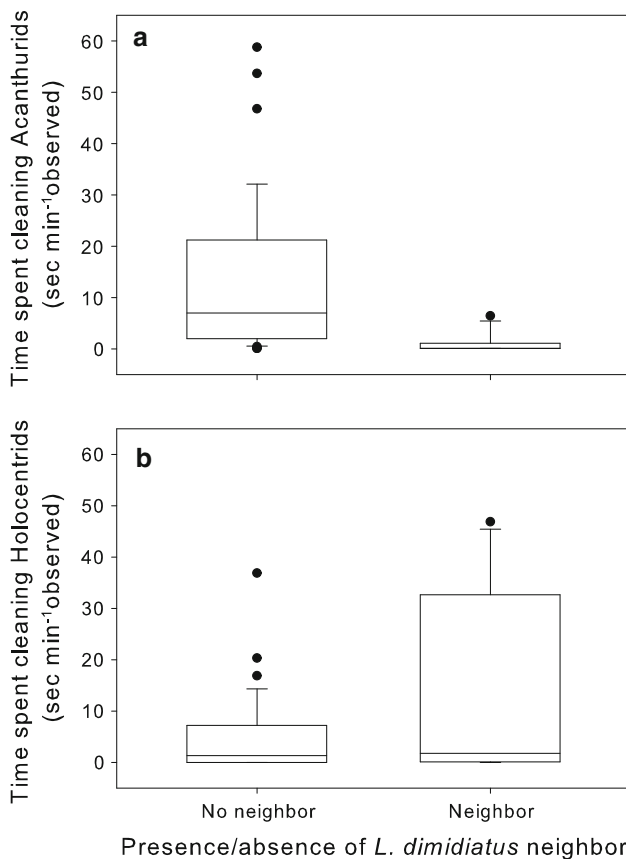 a
Time spent cleaning Acanthurids
(sec min⁻¹observed)
60
50
40
30
20
10
0
b
Time spent cleaning Holocentrids
(sec min⁻¹observed)
60
50
40
30
20
10
0
No neighbor Neighbor
Presence/absence of L. dimidiatus neighbor